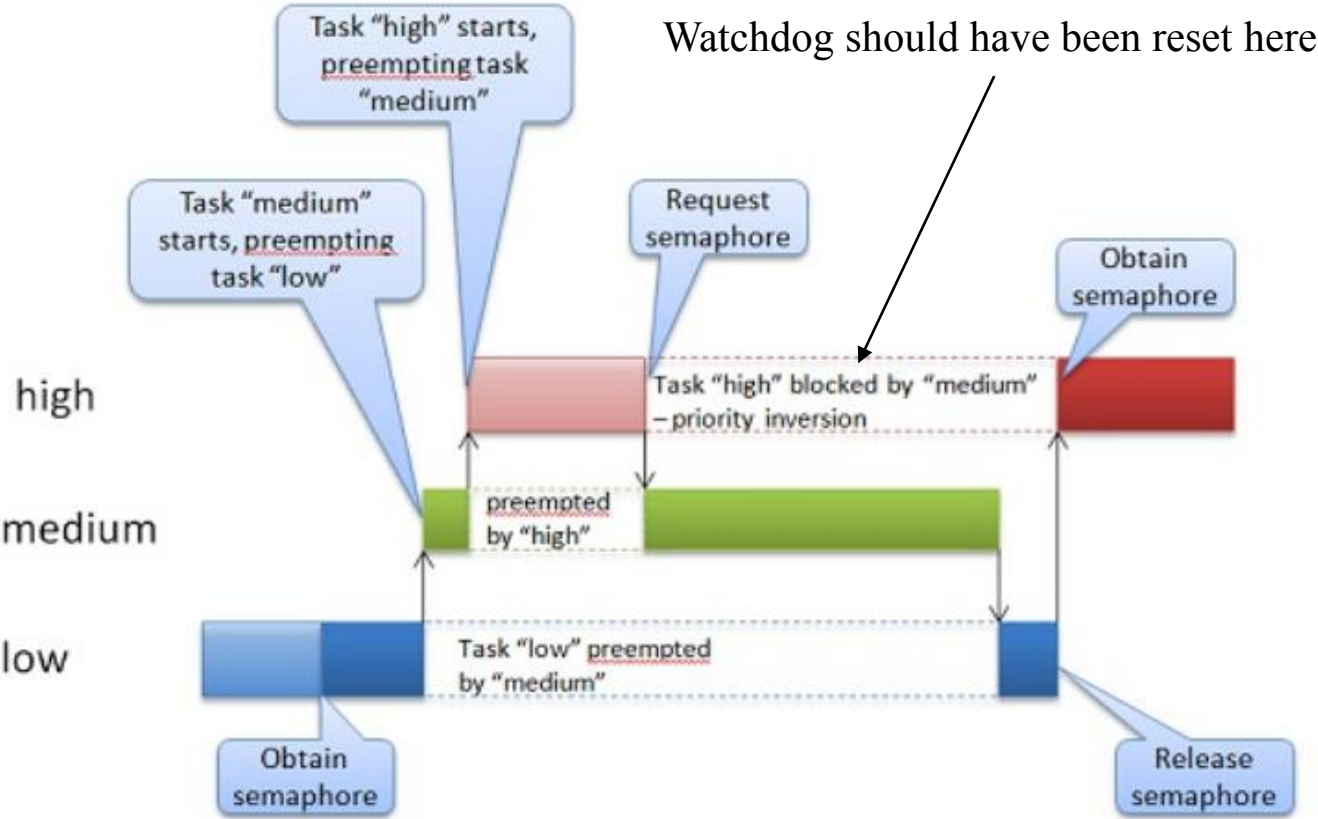 Task “high” starts,
preempting task
“medium”
Watchdog should have been reset here
Task “medium”
starts, preempting
task “low”
Request
semaphore
Obtain
semaphore
high
Task “high” blocked by “medium”
– priority inversion
medium
preempted
by “high”
low
Task “low” preempted
by “medium”
Obtain
semaphore
Release
semaphore